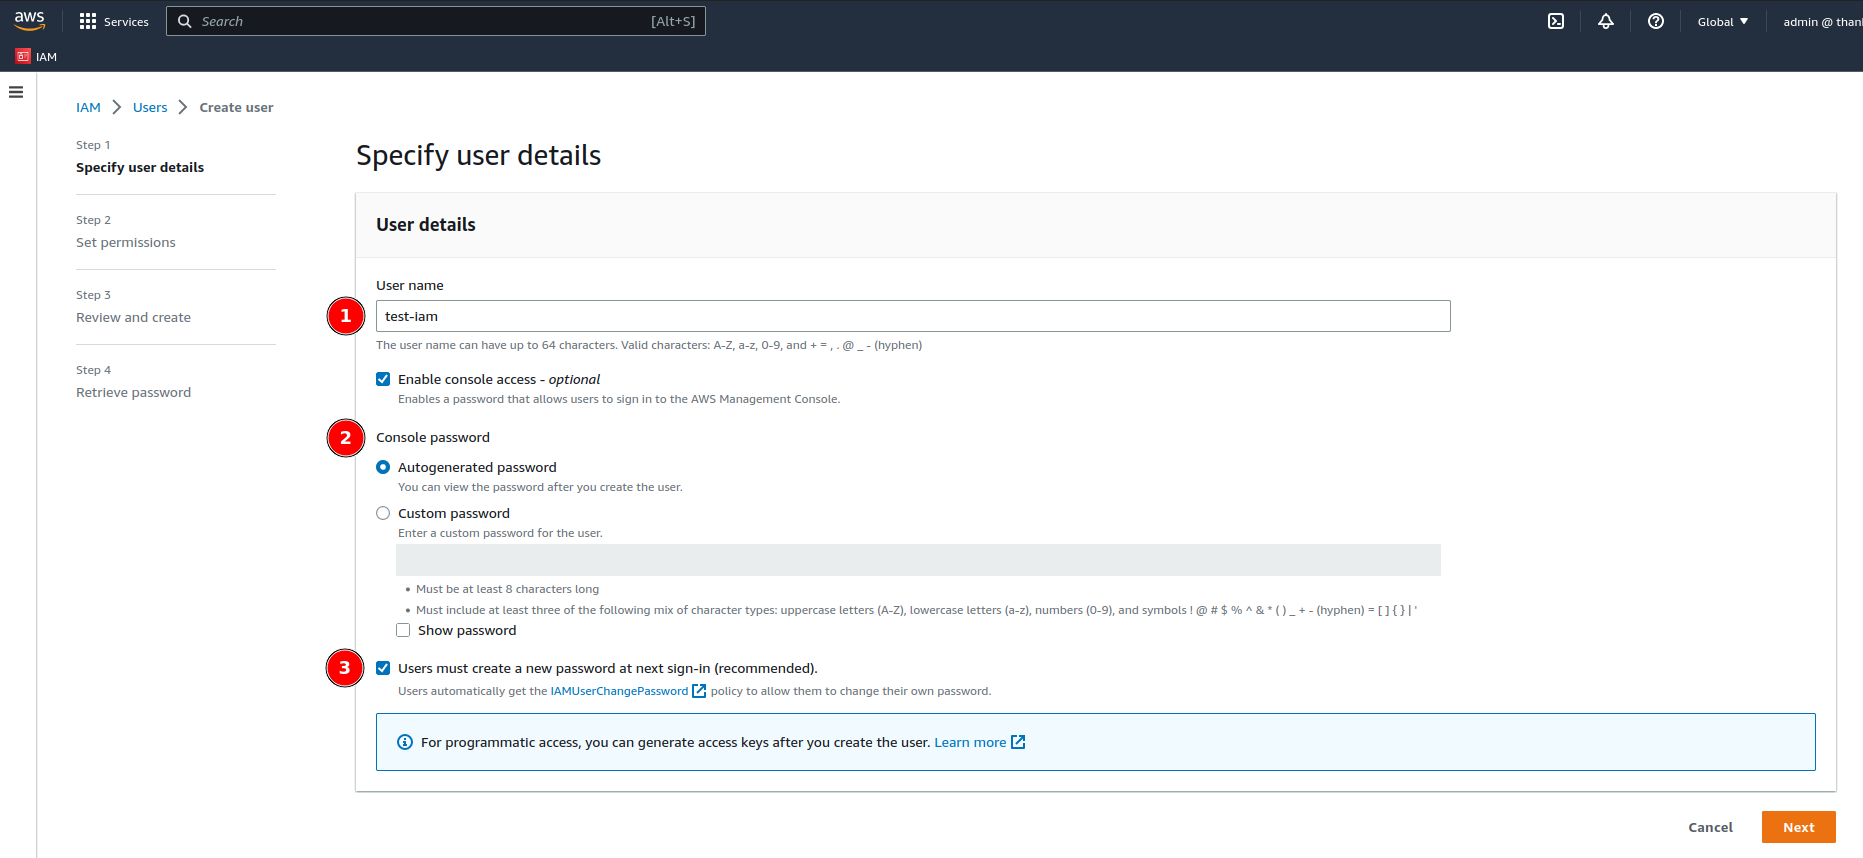 aws
Services
Search
[Alt+S]
Global
admin @ than
IAM
IAM
Users
Create user
Step 1
Specify user details
Step 2
Set permissions
Step 3
Review and create
Step 4
Retrieve password
Specify user details
User details
User name
1
test-iam
The user name can have up to 64 characters. Valid characters: A-Z, a-z, 0-9, and + = , . @ _ - (hyphen)
Enable console access - optional
Enables a password that allows users to sign in to the AWS Management Console.
2
Console password
Autogenerated password
You can view the password after you create the user.
Custom password
Enter a custom password for the user.
• Must be at least 8 characters long
• Must include at least three of the following mix of character types: uppercase letters (A-Z), lowercase letters (a-z), numbers (0-9), and symbols ! @ # $ % ^ & * ( ) _ + - (hyphen) = [ ] { } | '
Show password
3
Users must create a new password at next sign-in (recommended).
Users automatically get the IAMUserChangePassword policy to allow them to change their own password.
For programmatic access, you can generate access keys after you create the user. Learn more
Cancel
Next